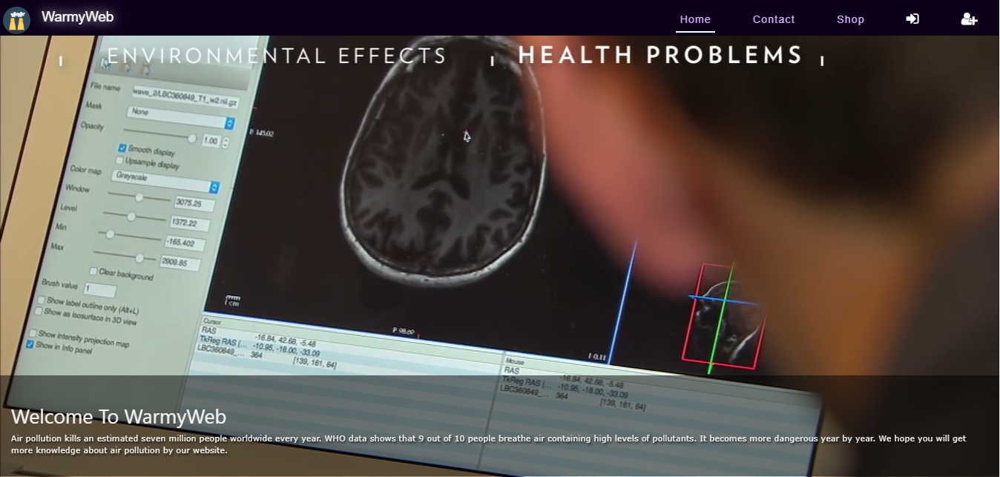 WarmyWeb
Home
Contact
Shop
ENVIRONMENTAL EFFECTS
HEALTH PROBLEMS
File name
wave_2/LBC360849_T1_w2.nii.gz
Mask
None
Opacity
1.00
P 145.02
Smooth display
Upsample display
Color map
Grayscale
Window
3075.25
Level
1372.22
Min
-165.402
Max
2909.85
Clear background
Brush value
1
Show label outline only (Alt+L)
Show as isosurface in 3D view
Show intensity projection map
Show in Info panel
1 cm
P 98.69
I 0.11
Cursor
RAS -16.84, 42.68, -5.48
TkReg RAS (... -10.95, -18.00, -33.09
LBC360849_... 364 [139, 161, 64]
Mouse
RAS -16.84, 42.68, -5.48
TkReg RAS (... -10.95, -18.00, -33.09
LBC360849_... 364 [139, 161, 64]
Welcome To WarmyWeb
Air pollution kills an estimated seven million people worldwide every year. WHO data shows that 9 out of 10 people breathe air containing high levels of pollutants. It becomes more dangerous year by year. We hope you will get
more knowledge about air pollution by our website.